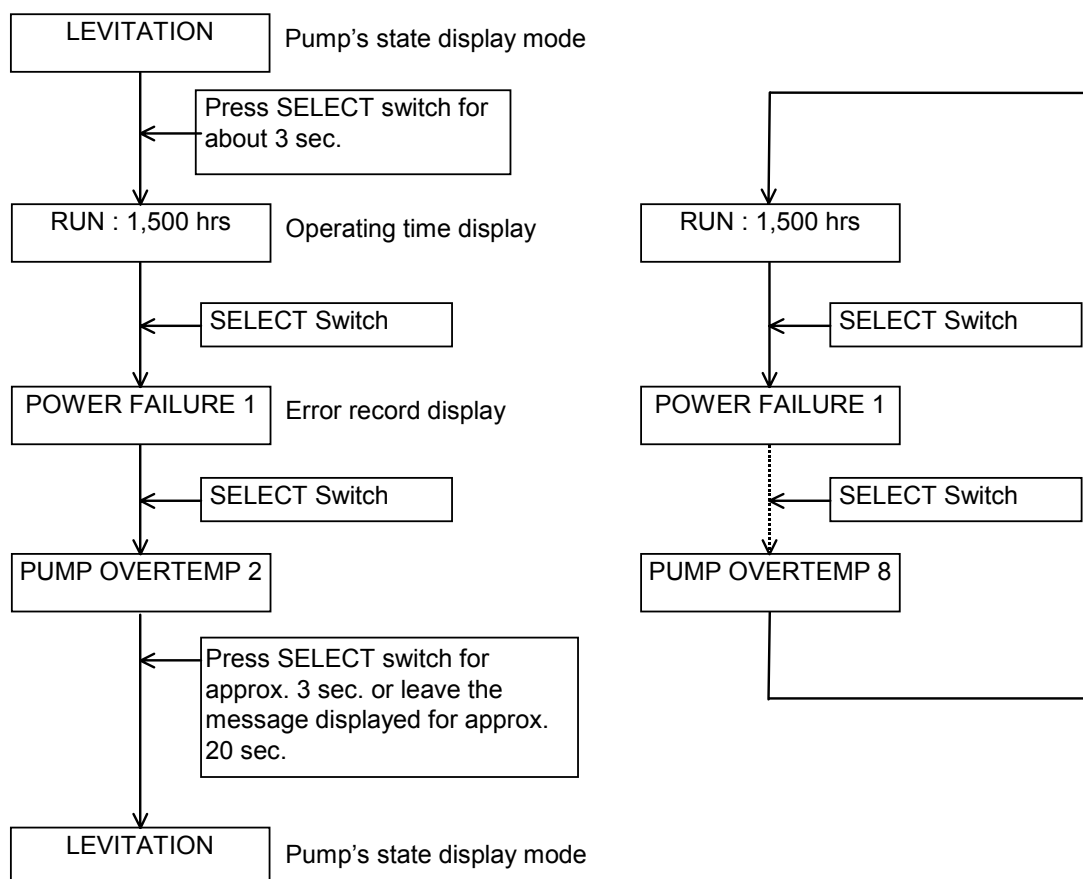 LEVITATION
Pump’s state display mode
Press SELECT switch for
about 3 sec.
RUN : 1,500 hrs
Operating time display
SELECT Switch
POWER FAILURE 1
Error record display
SELECT Switch
PUMP OVERTEMP 2
Press SELECT switch for
approx. 3 sec. or leave the
message displayed for approx.
20 sec.
LEVITATION
Pump’s state display mode
RUN : 1,500 hrs
SELECT Switch
POWER FAILURE 1
SELECT Switch
PUMP OVERTEMP 8